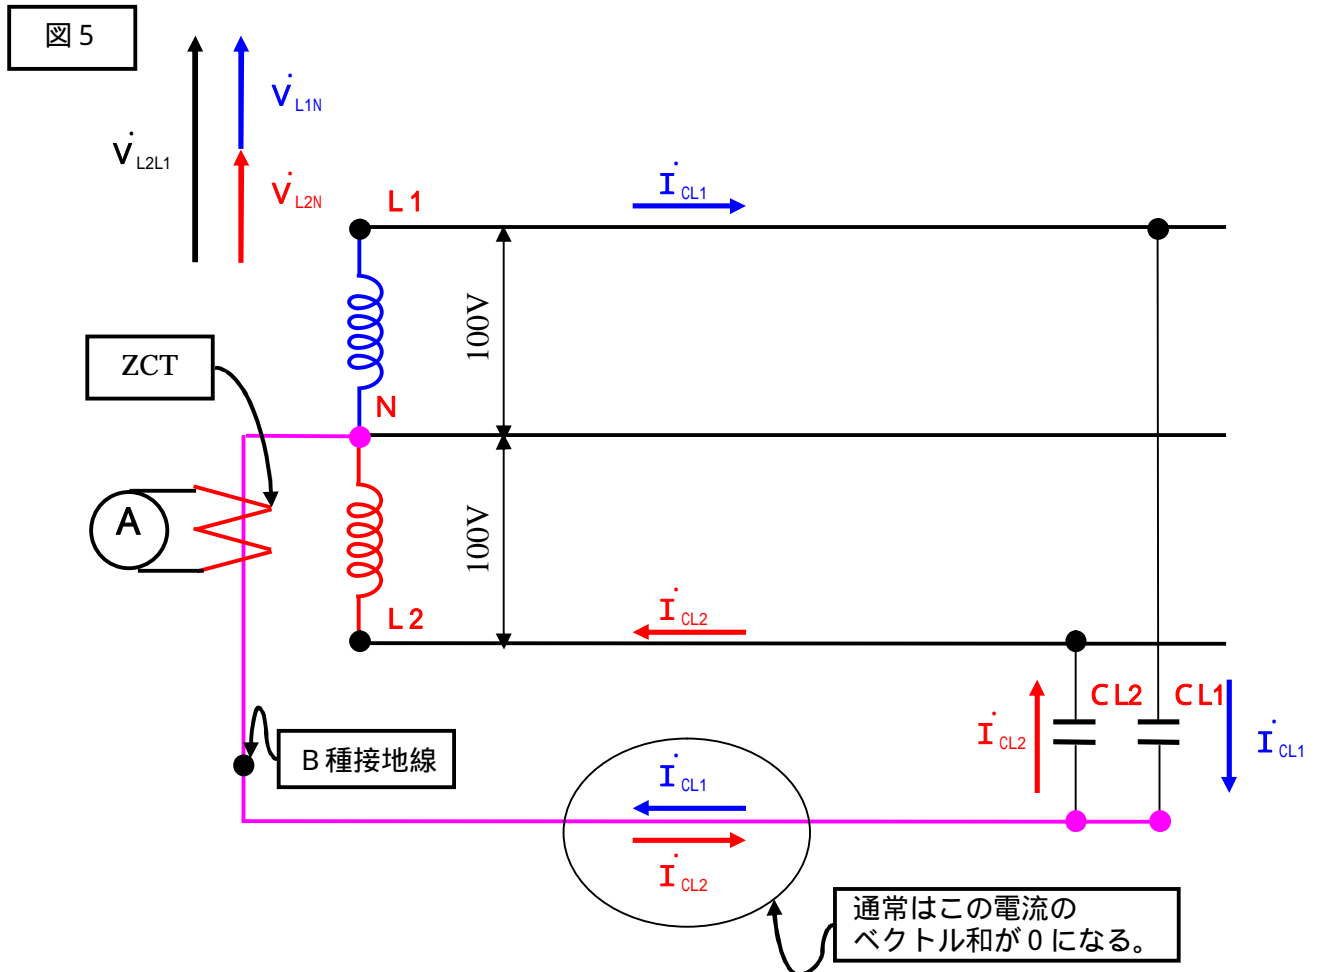 図5
V̇L1N
V̇L2L1
V̇L2N
L1
İCL1
100V
ZCT
N
A
100V
L2
İCL2
CL2
CL1
İCL2
İCL1
B種接地線
İCL1
İCL2
通常はこの電流の
ベクトル和が0になる。